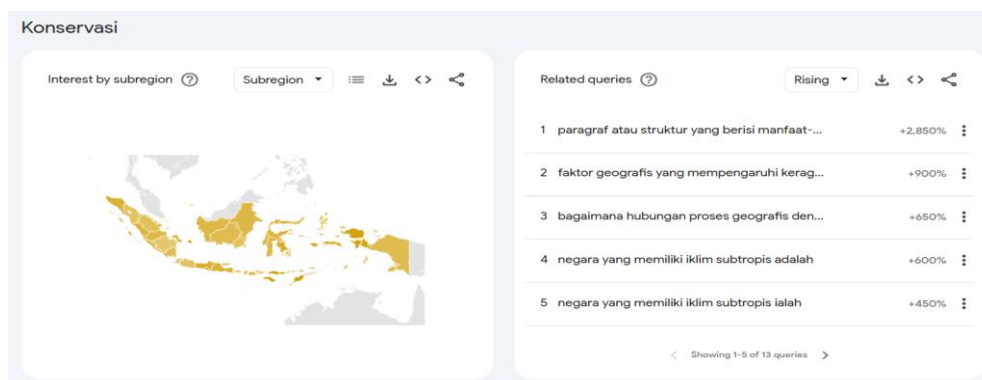 Konservasi
Interest by subregion
Subregion
Related queries
Rising
1 paragraf atau struktur yang berisi manfaat-... +2,850%
2 faktor geografis yang mempengaruhi kerag... +900%
3 bagaimana hubungan proses geografis den... +650%
4 negara yang memiliki iklim subtropis adalah +600%
5 negara yang memiliki iklim subtropis ialah +450%
Showing 1-5 of 13 queries